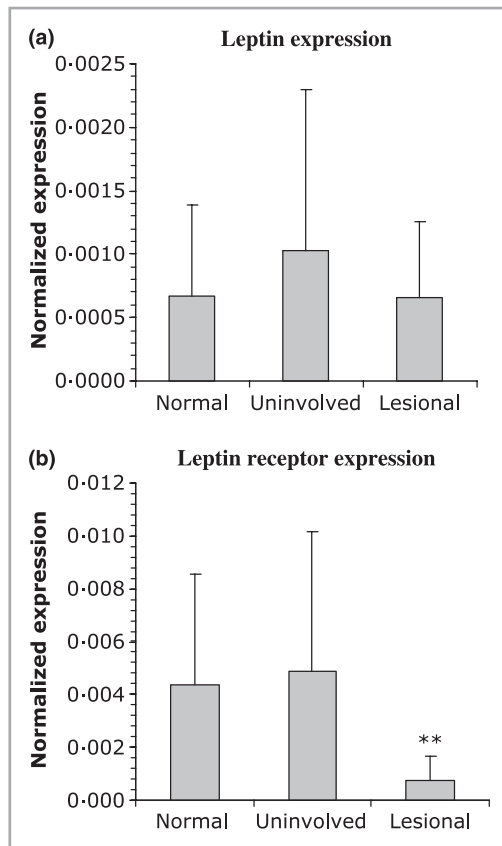 (a) Leptin expression
Normalized expression
0·0025
0·0020
0·0015
0·0010
0·0005
0·0000
Normal Uninvolved Lesional
(b) Leptin receptor expression
Normalized expression
0·012
0·010
0·008
0·006
0·004
0·002
0·000
**
Normal Uninvolved Lesional